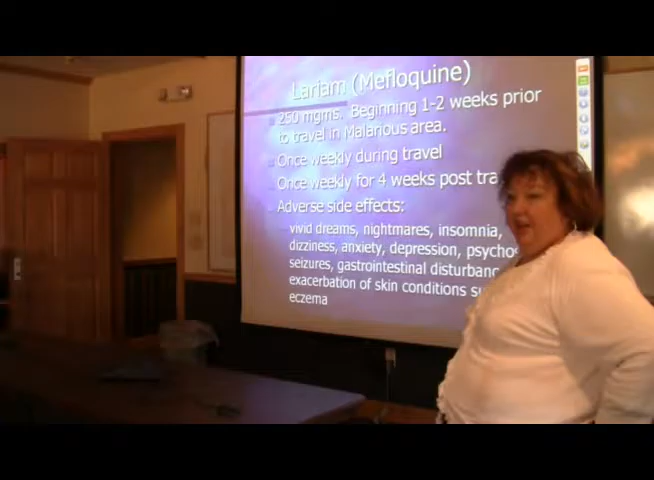 Lariam (Mefloquine)
250 mgms. Beginning 1-2 weeks prior
to travel in Malarious area.
Once weekly during travel
Once weekly for 4 weeks post
Adverse side effects:
vivid dreams, nightmares, insomnia,
dizziness, anxiety, depression,
seizures, gastrointestinal
exacerbation of skin conditions
eczema